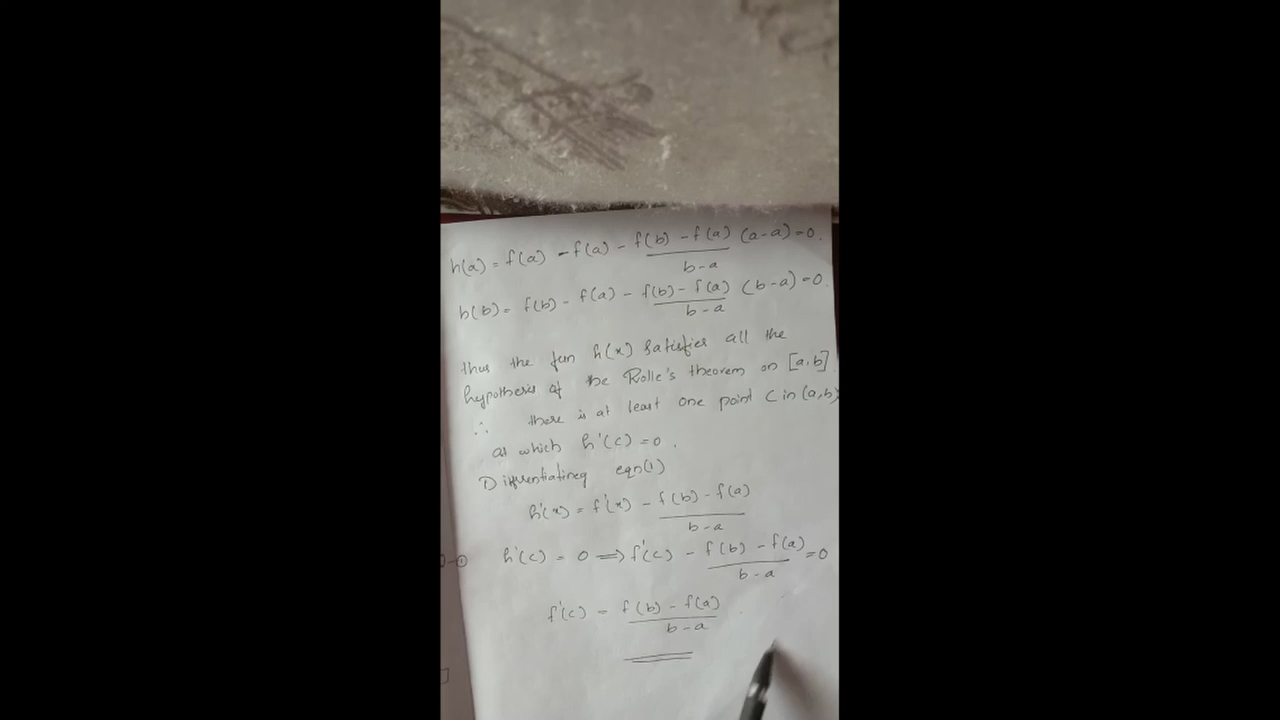 h(a) = f(a) - f(a) - f(b) - f(a) / b-a (a-a) = 0.
h(b) = f(b) - f(a) - f(b) - f(a) / b-a (b-a) = 0.
thus the fun h(x) satisfies all the
hypothesis of the Rolle's theorem on [a,b]
∴ there is at least one point C in (a,b)
at which h'(c) = 0.
Differentiating eqn(1)
h'(x) = f'(x) - f(b) - f(a) / b-a
h'(c) = 0 ⟹ f'(c) - f(b) - f(a) / b-a = 0
f'(c) = f(b) - f(a) / b-a